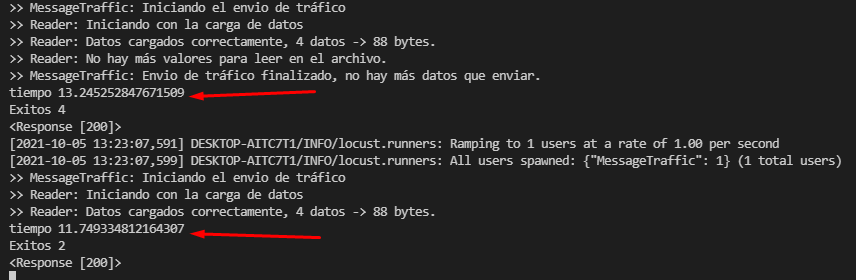 >> MessageTraffic: Iniciando el envio de tráfico
>> Reader: Iniciando con la carga de datos
>> Reader: Datos cargados correctamente, 4 datos -> 88 bytes.
>> Reader: No hay más valores para leer en el archivo.
>> MessageTraffic: Envio de tráfico finalizado, no hay más datos que enviar.
tiempo 13.245252847671509
Exitos 4
<Response [200]>
[2021-10-05 13:23:07,591] DESKTOP-AITC7T1/INFO/locust.runners: Ramping to 1 users at a rate of 1.00 per second
[2021-10-05 13:23:07,599] DESKTOP-AITC7T1/INFO/locust.runners: All users spawned: {"MessageTraffic": 1} (1 total users)
>> MessageTraffic: Iniciando el envio de tráfico
>> Reader: Iniciando con la carga de datos
>> Reader: Datos cargados correctamente, 4 datos -> 88 bytes.
tiempo 11.749334812164307
Exitos 2
<Response [200]>